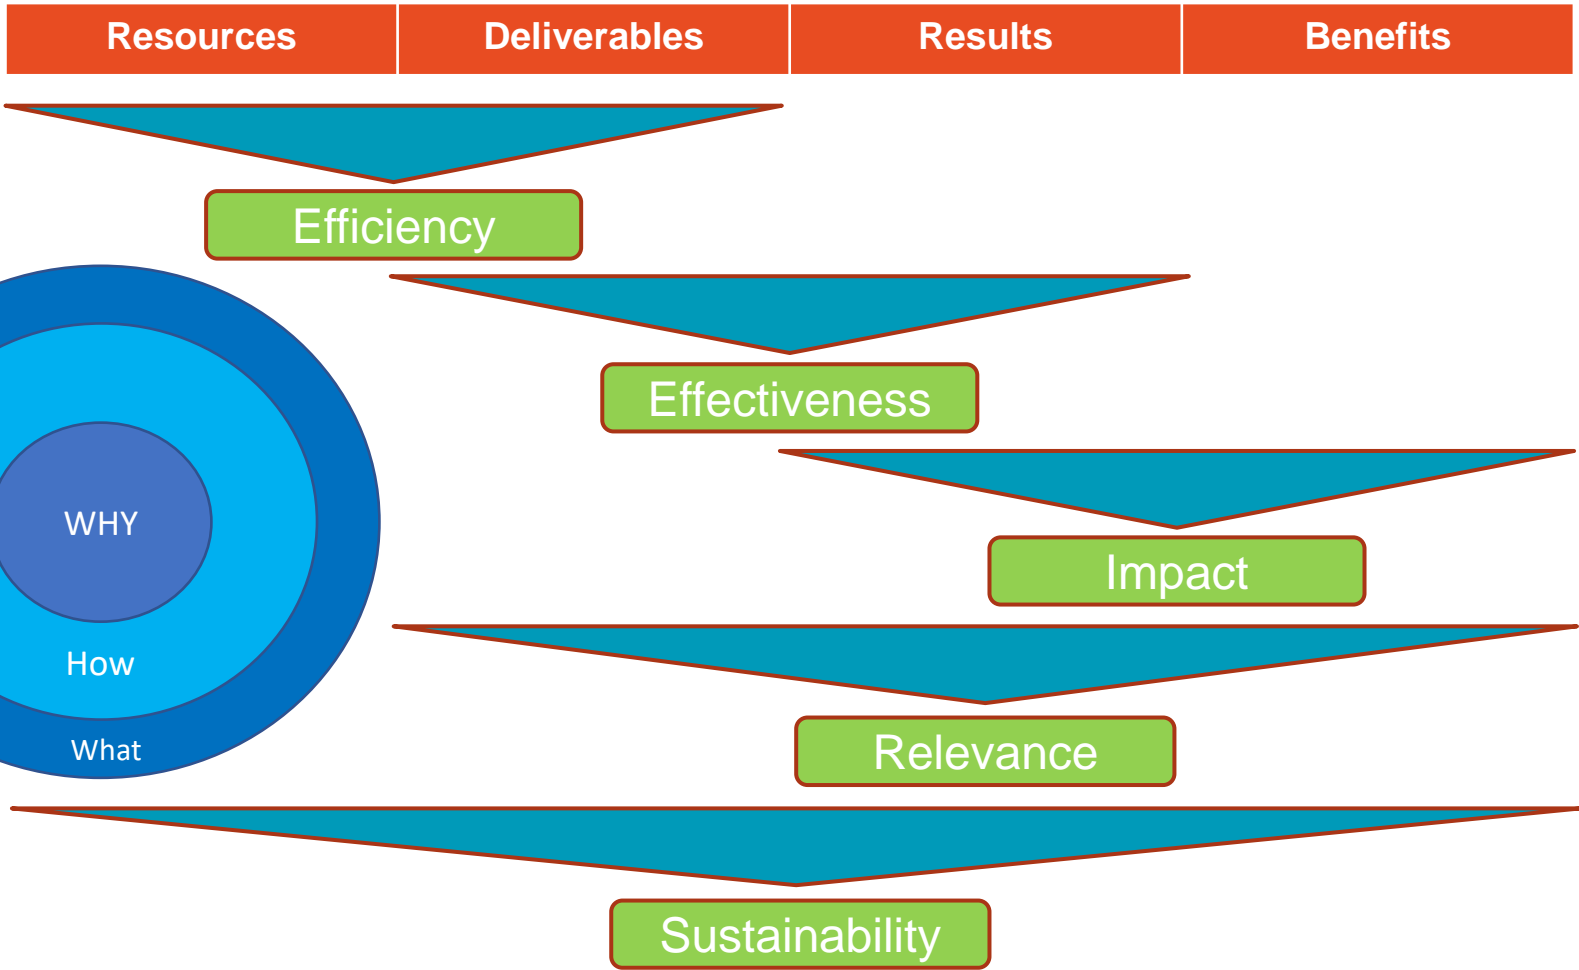 Resources Deliverables Results Benefits
Efficiency
Effectiveness
WHY
Impact
How
What
Relevance
Sustainability